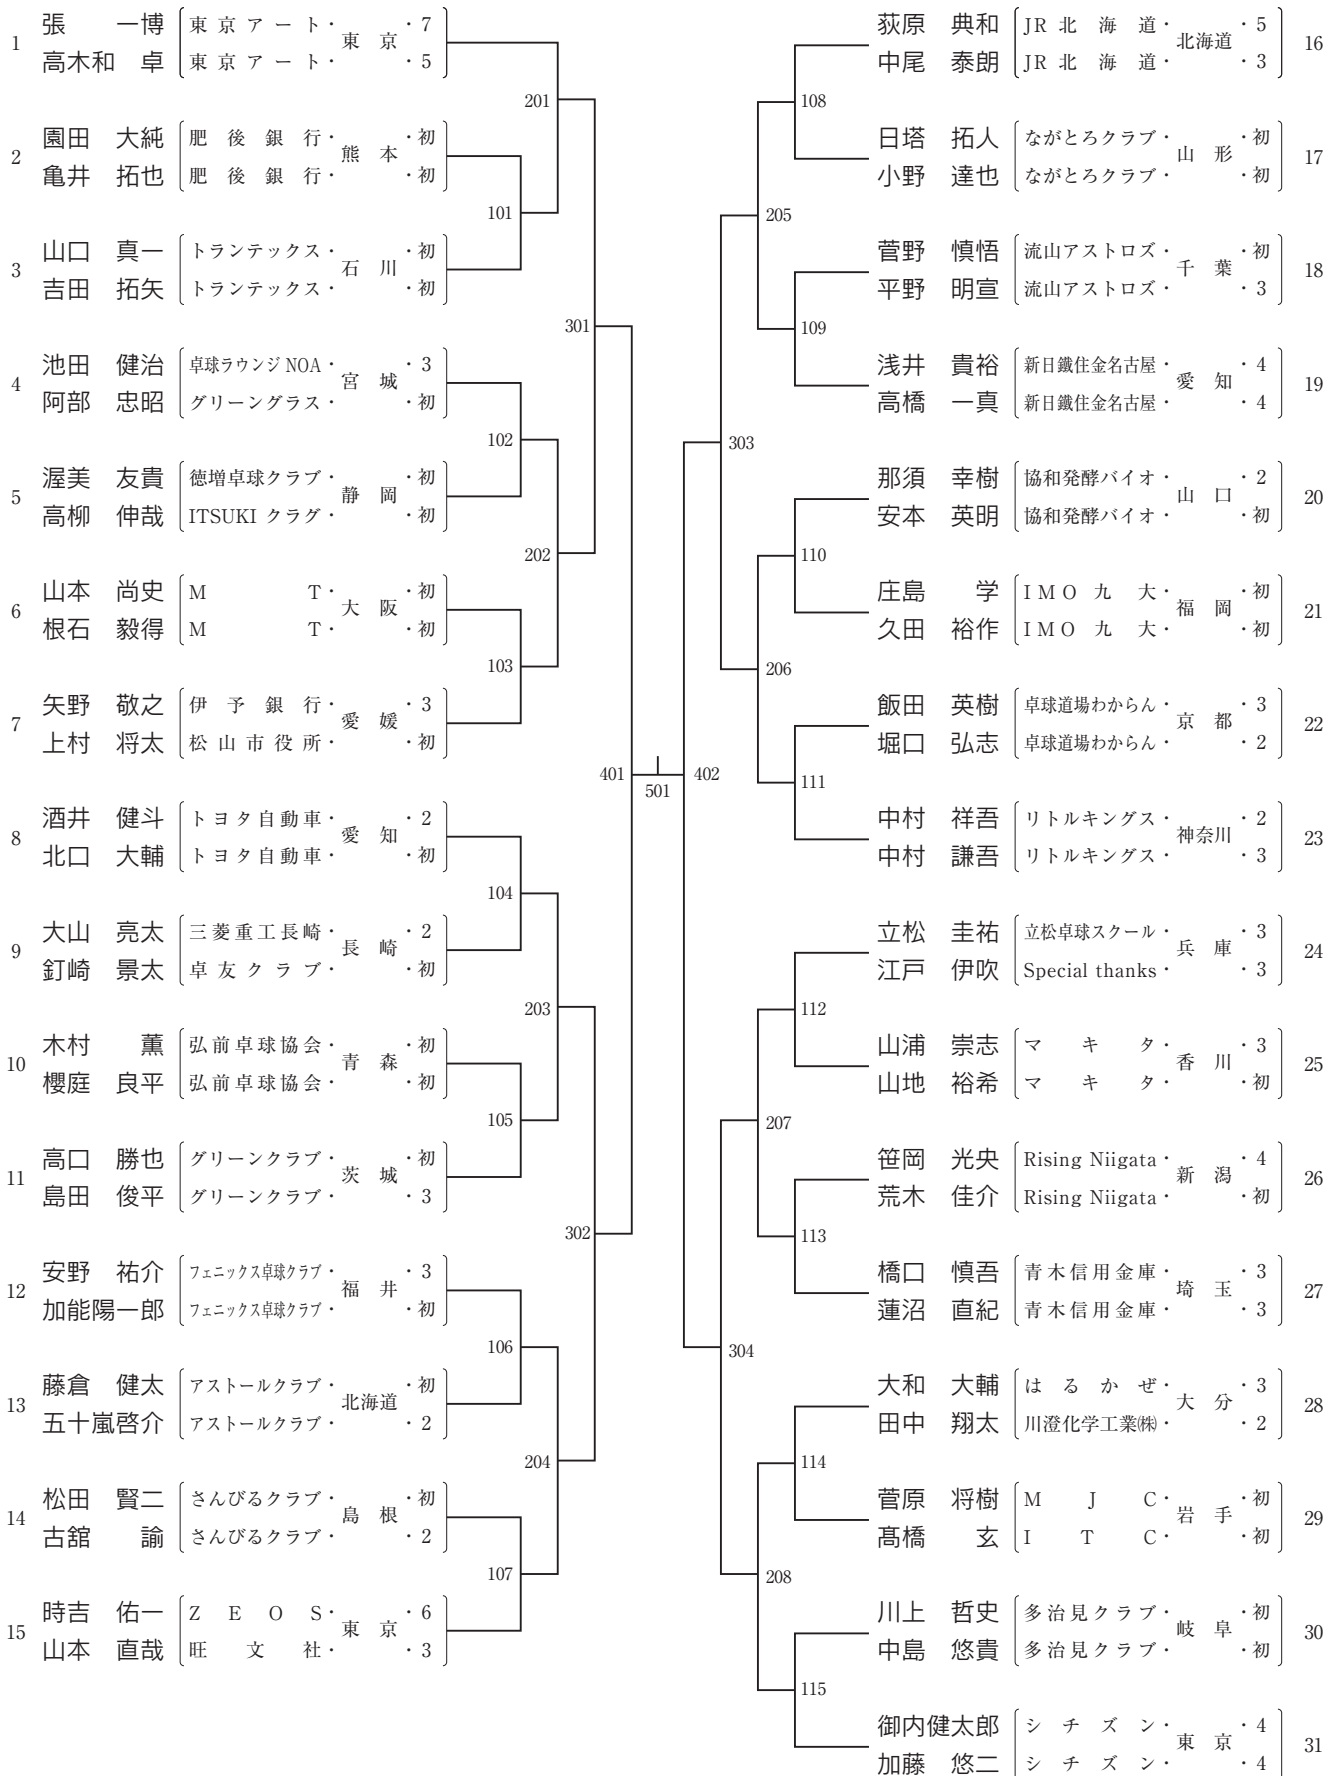 1 張 一博 東京アート・東京・7
高木和 卓 東京アート・・5
2 園田 大純 肥後銀行・熊本・初
亀井 拓也 肥後銀行・・初
3 山口 真一 トランテックス・石川・初
吉田 拓矢 トランテックス・・初
4 池田 健治 卓球ラウンジNOA・宮城・3
阿部 忠昭 グリーングラス・・初
5 渥美 友貴 徳増卓球クラブ・静岡・初
高柳 伸哉 ITSUKI クラグ・・初
6 山本 尚史 M T・大阪・初
根石 毅得 M T・・初
7 矢野 敬之 伊予銀行・愛媛・3
上村 将太 松山市役所・・初
8 酒井 健斗 トヨタ自動車・愛知・2
北口 大輔 トヨタ自動車・・初
9 大山 亮太 三菱重工長崎・長崎・2
釘崎 景太 卓友クラブ・・初
10 木村 薫 弘前卓球協会・青森・初
櫻庭 良平 弘前卓球協会・・初
11 高口 勝也 グリーンクラブ・茨城・初
島田 俊平 グリーンクラブ・・3
12 安野 祐介 フェニックス卓球クラブ・福井・3
加能陽一郎 フェニックス卓球クラブ・・初
13 藤倉 健太 アストールクラブ・北海道・初
五十嵐啓介 アストールクラブ・・2
14 松田 賢二 さんびるクラブ・島根・初
古舘 諭 さんびるクラブ・・2
15 時吉 佑一 Z E O S・東京・6
山本 直哉 旺文社・・3
101
102
103
104
105
106
107
201
202
203
204
301
302
401
501
402
303
304
205
206
207
208
108
109
110
111
112
113
114
115
荻原 典和 JR北海道・北海道・5 16
中尾 泰朗 JR北海道・・3
日塔 拓人 ながとろクラブ・山形・初 17
小野 達也 ながとろクラブ・・初
菅野 慎悟 流山アストロズ・千葉・初 18
平野 明宣 流山アストロズ・・3
浅井 貴裕 新日鐵住金名古屋・愛知・4 19
高橋 一真 新日鐵住金名古屋・・4
那須 幸樹 協和発酵バイオ・山口・2 20
安本 英明 協和発酵バイオ・・初
庄島 学 IMO九大・福岡・初 21
久田 裕作 IMO九大・・初
飯田 英樹 卓球道場わからん・京都・3 22
堀口 弘志 卓球道場わからん・・2
中村 祥吾 リトルキングス・神奈川・2 23
中村 謙吾 リトルキングス・・3
立松 圭祐 立松卓球スクール・兵庫・3 24
江戸 伊吹 Special thanks・・3
山浦 崇志 マキタ・香川・3 25
山地 裕希 マキタ・・初
笹岡 光央 Rising Niigata・新潟・4 26
荒木 佳介 Rising Niigata・・初
橋口 慎吾 青木信用金庫・埼玉・3 27
蓮沼 直紀 青木信用金庫・・3
大和 大輔 はるかぜ・大分・3 28
田中 翔太 川澄化学工業㈱・・2
菅原 将樹 M J C・岩手・初 29
髙橋 玄 I T C・・初
川上 哲史 多治見クラブ・岐阜・初 30
中島 悠貴 多治見クラブ・・初
御内健太郎 シチズン・東京・4 31
加藤 悠二 シチズン・・4